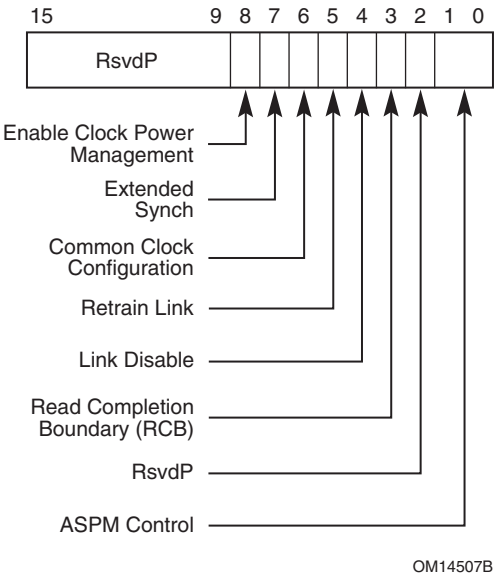 15 9 8 7 6 5 4 3 2 1 0
RsvdP
Enable Clock Power
Management
Extended
Synch
Common Clock
Configuration
Retrain Link
Link Disable
Read Completion
Boundary (RCB)
RsvdP
ASPM Control
OM14507B